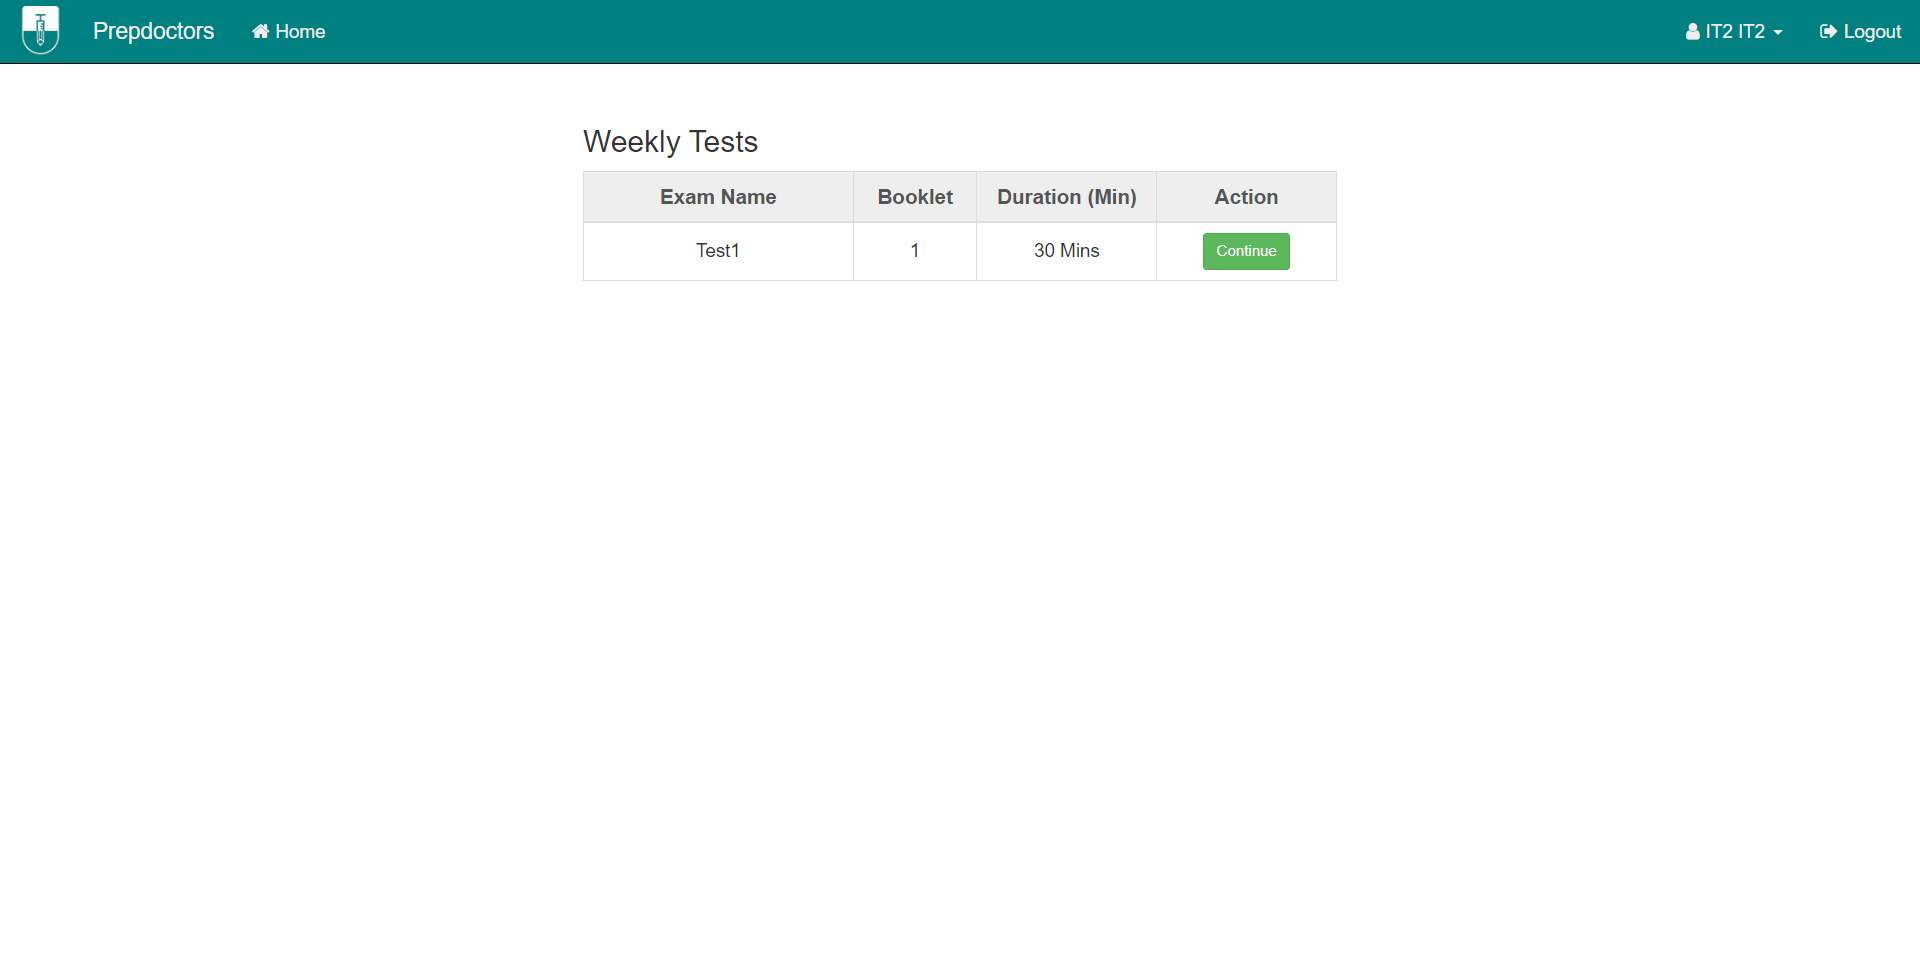 Prepdoctors Home IT2 IT2 Logout
Weekly Tests
Exam Name Booklet Duration (Min) Action
Test1 1 30 Mins Continue